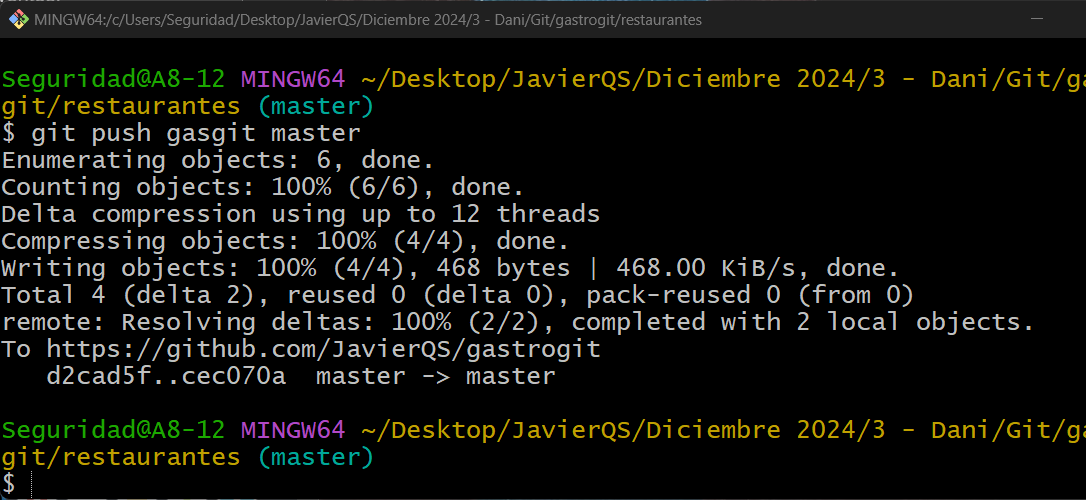 MINGW64:/c/Users/Seguridad/Desktop/JavierQS/Diciembre 2024/3 - Dani/Git/gastrogit/restaurantes
Seguridad@A8-12 MINGW64 ~/Desktop/JavierQS/Diciembre 2024/3 - Dani/Git/ga
git/restaurantes (master)
$ git push gasgit master
Enumerating objects: 6, done.
Counting objects: 100% (6/6), done.
Delta compression using up to 12 threads
Compressing objects: 100% (4/4), done.
Writing objects: 100% (4/4), 468 bytes | 468.00 KiB/s, done.
Total 4 (delta 2), reused 0 (delta 0), pack-reused 0 (from 0)
remote: Resolving deltas: 100% (2/2), completed with 2 local objects.
To https://github.com/JavierQS/gastrogit
   d2cad5f..cec070a  master -> master
Seguridad@A8-12 MINGW64 ~/Desktop/JavierQS/Diciembre 2024/3 - Dani/Git/ga
git/restaurantes (master)
$